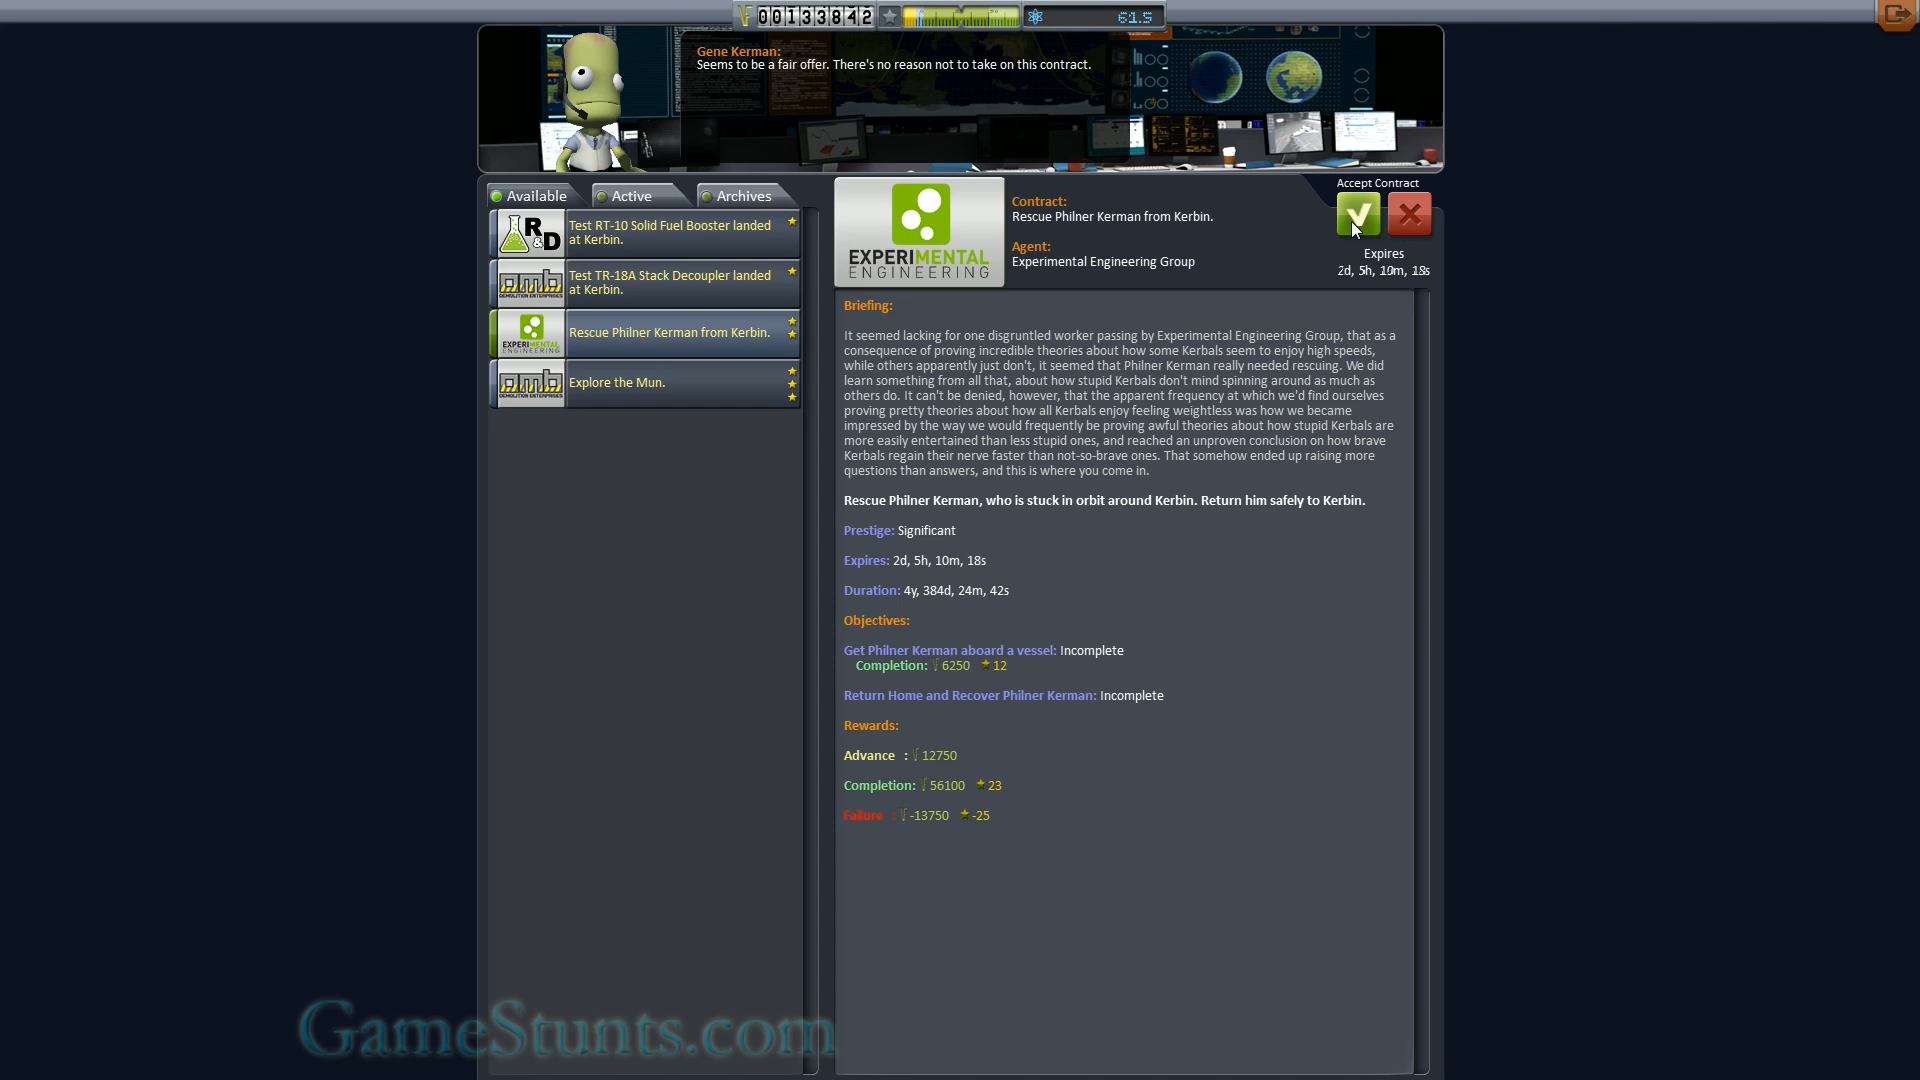 00133842
61.5
Gene Kerman:
Seems to be a fair offer. There's no reason not to take on this contract.
Available
Active
Archives
R&D
Test RT-10 Solid Fuel Booster landed
at Kerbin.
DEMOLITION ENTERPRISES
Test TR-18A Stack Decoupler landed
at Kerbin.
EXPERIMENTAL
ENGINEERING
Rescue Philner Kerman from Kerbin.
DEMOLITION ENTERPRISES
Explore the Mun.
EXPERIMENTAL
ENGINEERING
Contract:
Rescue Philner Kerman from Kerbin.
Agent:
Experimental Engineering Group
Accept Contract
Expires
2d, 5h, 10m, 18s
Briefing:
It seemed lacking for one disgruntled worker passing by Experimental Engineering Group, that as a
consequence of proving incredible theories about how some Kerbals seem to enjoy high speeds,
while others apparently just don't, it seemed that Philner Kerman really needed rescuing. We did
learn something from all that, about how stupid Kerbals don't mind spinning around as much as
others do. It can't be denied, however, that the apparent frequency at which we'd find ourselves
proving pretty theories about how all Kerbals enjoy feeling weightless was how we became
impressed by the way we would frequently be proving awful theories about how stupid Kerbals are
more easily entertained than less stupid ones, and reached an unproven conclusion on how brave
Kerbals regain their nerve faster than not-so-brave ones. That somehow ended up raising more
questions than answers, and this is where you come in.
Rescue Philner Kerman, who is stuck in orbit around Kerbin. Return him safely to Kerbin.
Prestige: Significant
Expires: 2d, 5h, 10m, 18s
Duration: 4y, 384d, 24m, 42s
Objectives:
Get Philner Kerman aboard a vessel: Incomplete
Completion: 6250 12
Return Home and Recover Philner Kerman: Incomplete
Rewards:
Advance : 12750
Completion: 56100 23
Failure : -13750 -25
GameStunts.com